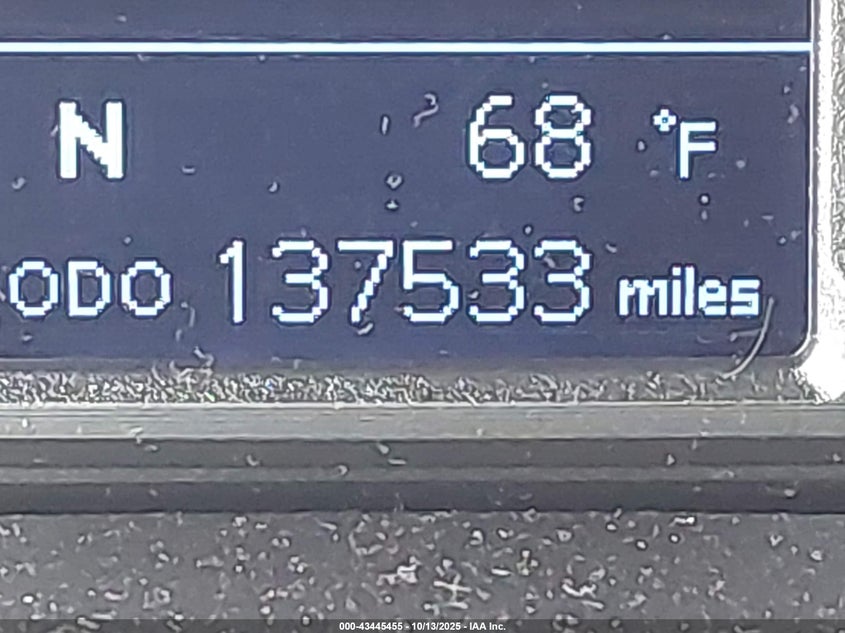 N 68 °F
ODO 137533 miles
000-43445455 - 10/13/2025 - IAA Inc.